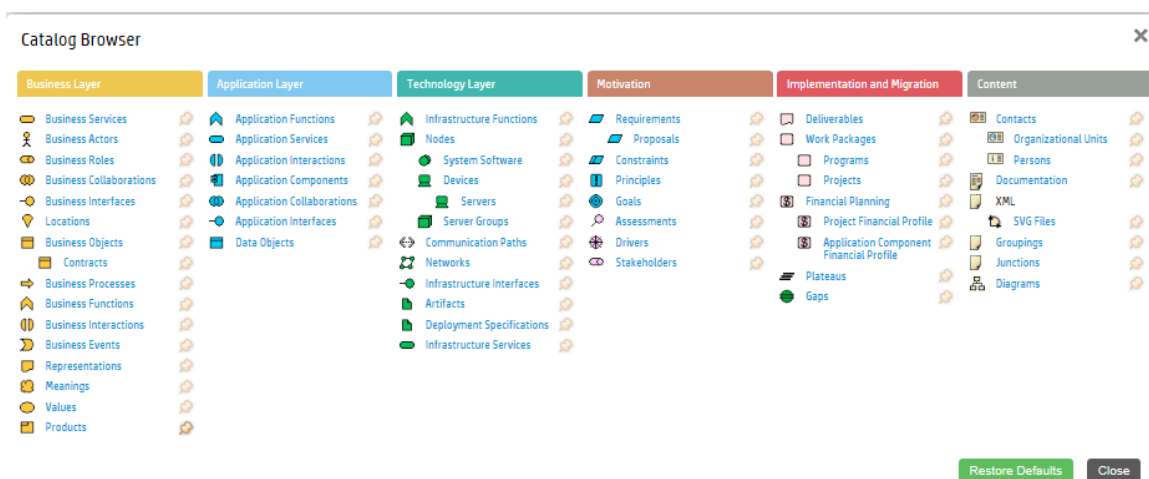 Catalog Browser
Business Layer
Business Services
Business Actors
Business Roles
Business Collaborations
Business Interfaces
Locations
Business Objects
Contracts
Business Processes
Business Functions
Business Interactions
Business Events
Representations
Meanings
Values
Products
Application Layer
Application Functions
Application Services
Application Interactions
Application Components
Application Collaborations
Application Interfaces
Data Objects
Technology Layer
Infrastructure Functions
Nodes
System Software
Devices
Servers
Server Groups
Communication Paths
Networks
Infrastructure Interfaces
Artifacts
Deployment Specifications
Infrastructure Services
Motivation
Requirements
Proposals
Constraints
Principles
Goals
Assessments
Drivers
Stakeholders
Implementation and Migration
Deliverables
Work Packages
Programs
Projects
Financial Planning
Project Financial Profile
Application Component
Financial Profile
Plateaus
Gaps
Content
Contacts
Organizational Units
Persons
Documentation
XML
SVG Files
Groupings
Junctions
Diagrams
Restore Defaults
Close